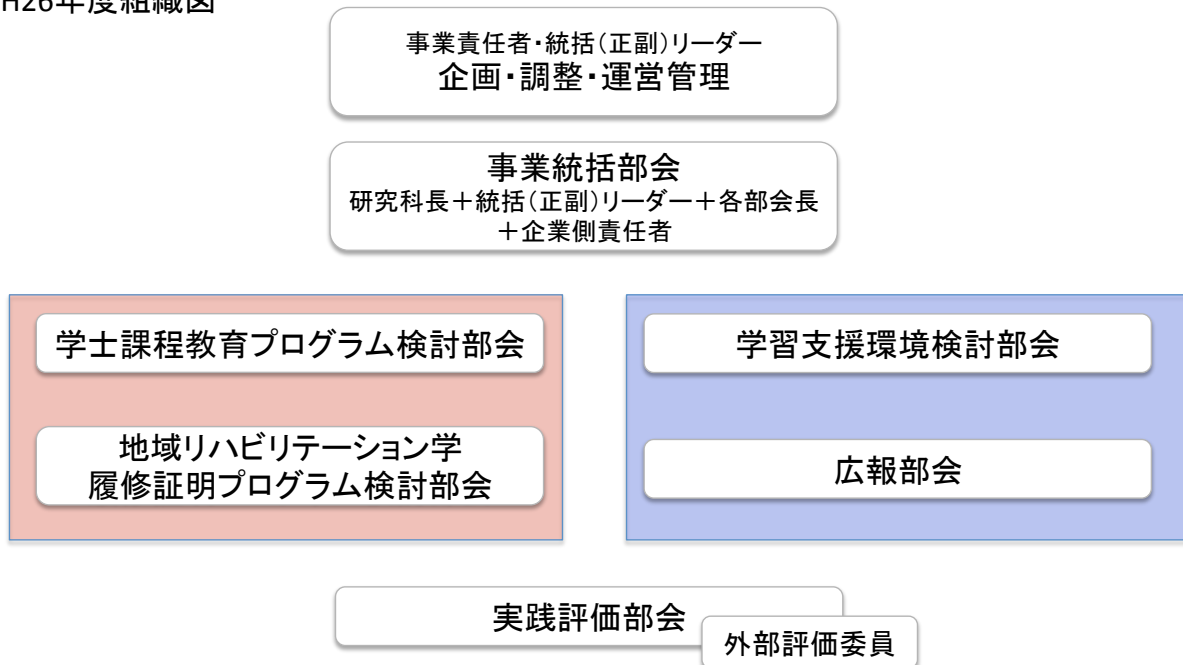 H26年度組織図
事業責任者・統括(正副)リーダー
企画・調整・運営管理
事業統括部会
研究科長＋統括(正副)リーダー＋各部会長
＋企業側責任者
学士課程教育プログラム検討部会
地域リハビリテーション学
履修証明プログラム検討部会
学習支援環境検討部会
広報部会
実践評価部会
外部評価委員